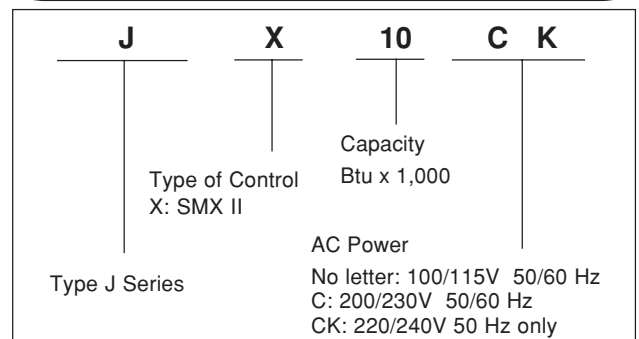 J X 10 C K
Capacity
Btu x 1,000
Type of Control
X: SMX II
AC Power
No letter: 100/115V 50/60 Hz
C: 200/230V 50/60 Hz
CK: 220/240V 50 Hz only
Type J Series